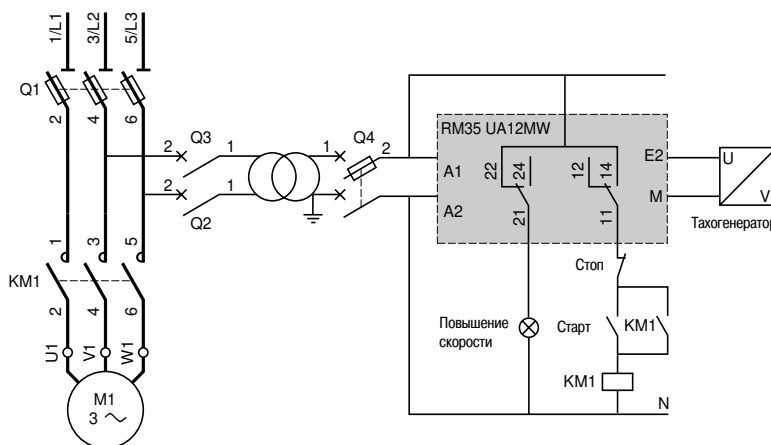 1/L1 3/L2 5/L3
Q1
2 4 6
Q3
2 1
Q2
2 1
Q4
1 2
RM35 UA12MW
A1
A2
22 24
21
12 14
11
E2
M
U
V
Тахогенератор
1 3 5
KM1
2 4 6
U1 V1 W1
M1
3
Стоп
Повышение
скорости
Старт
KM1
KM1
N